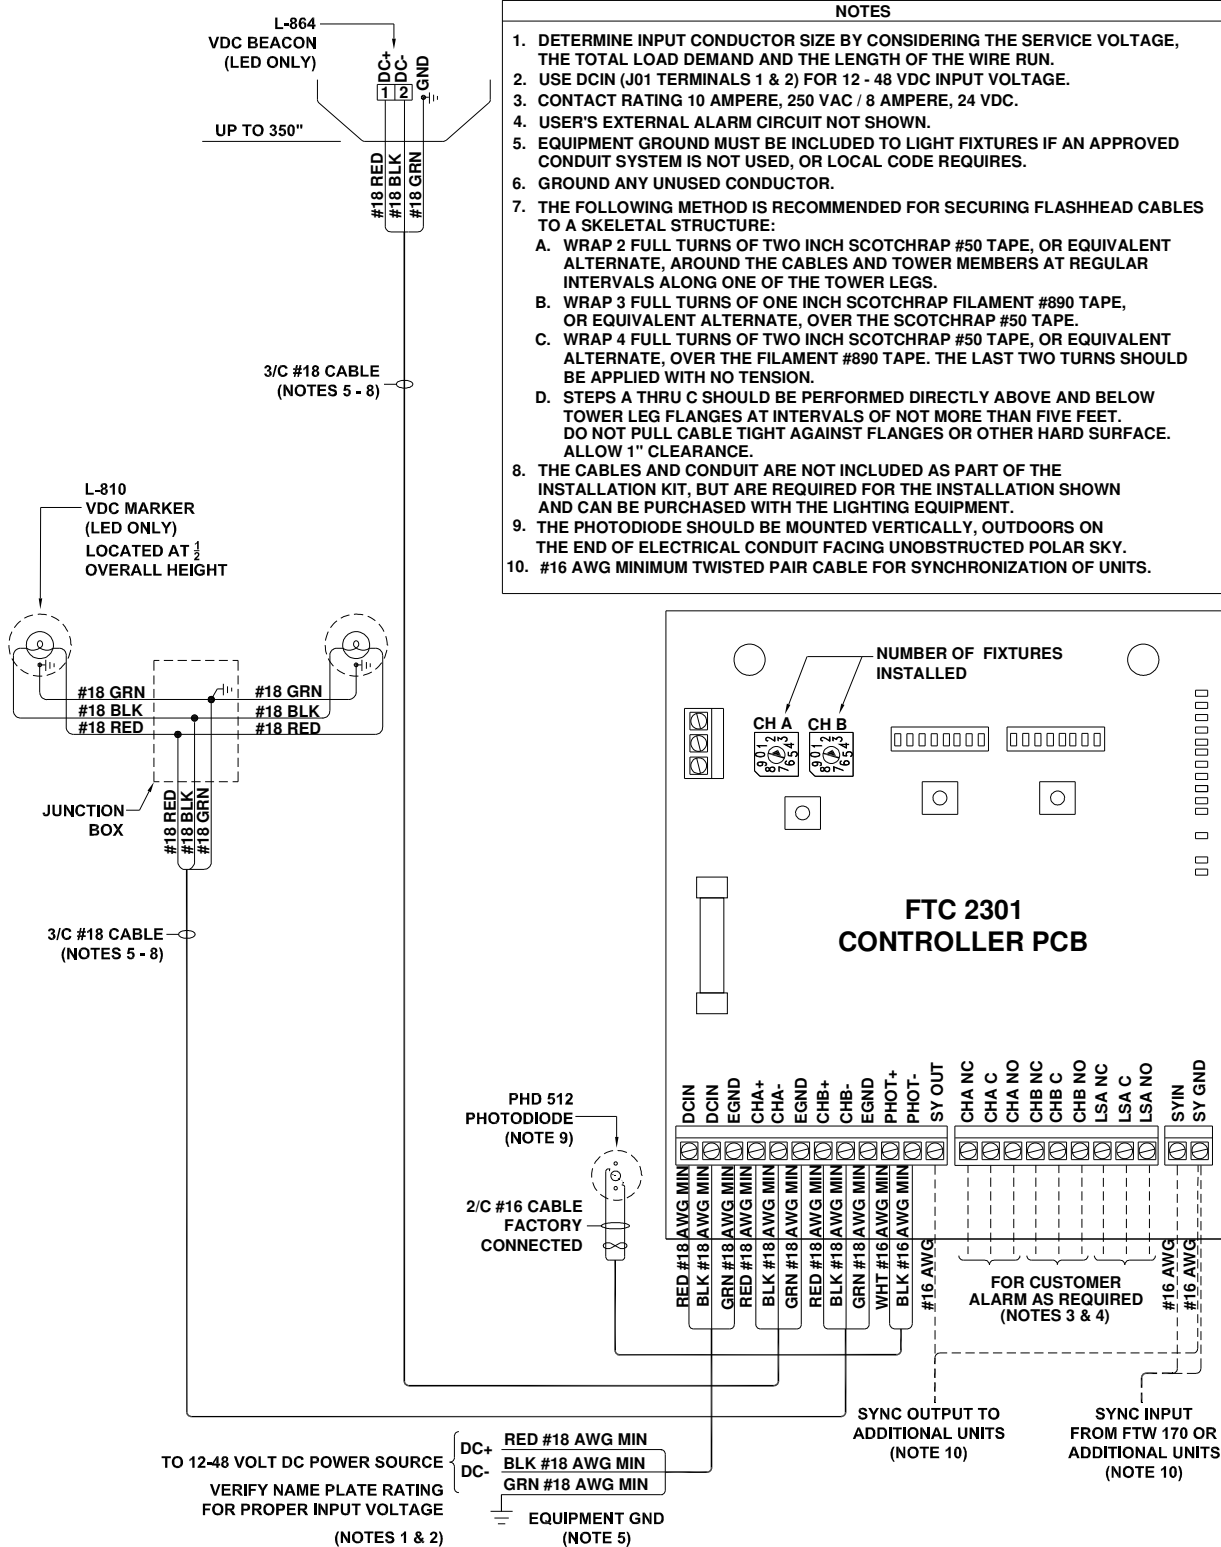 L-864
VDC BEACON
(LED ONLY)
DC+
DC-
GND
1 2
UP TO 350"
#18 RED
#18 BLK
#18 GRN
3/C #18 CABLE
(NOTES 5 - 8)
NOTES
1. DETERMINE INPUT CONDUCTOR SIZE BY CONSIDERING THE SERVICE VOLTAGE,
THE TOTAL LOAD DEMAND AND THE LENGTH OF THE WIRE RUN.
2. USE DCIN (J01 TERMINALS 1 & 2) FOR 12 - 48 VDC INPUT VOLTAGE.
3. CONTACT RATING 10 AMPERE, 250 VAC / 8 AMPERE, 24 VDC.
4. USER'S EXTERNAL ALARM CIRCUIT NOT SHOWN.
5. EQUIPMENT GROUND MUST BE INCLUDED TO LIGHT FIXTURES IF AN APPROVED
CONDUIT SYSTEM IS NOT USED, OR LOCAL CODE REQUIRES.
6. GROUND ANY UNUSED CONDUCTOR.
7. THE FOLLOWING METHOD IS RECOMMENDED FOR SECURING FLASHHEAD CABLES
TO A SKELETAL STRUCTURE:
A. WRAP 2 FULL TURNS OF TWO INCH SCOTCHRAP #50 TAPE, OR EQUIVALENT
ALTERNATE, AROUND THE CABLES AND TOWER MEMBERS AT REGULAR
INTERVALS ALONG ONE OF THE TOWER LEGS.
B. WRAP 3 FULL TURNS OF ONE INCH SCOTCHRAP FILAMENT #890 TAPE,
OR EQUIVALENT ALTERNATE, OVER THE SCOTCHRAP #50 TAPE.
C. WRAP 4 FULL TURNS OF TWO INCH SCOTCHRAP #50 TAPE, OR EQUIVALENT
ALTERNATE, OVER THE FILAMENT #890 TAPE. THE LAST TWO TURNS SHOULD
BE APPLIED WITH NO TENSION.
D. STEPS A THRU C SHOULD BE PERFORMED DIRECTLY ABOVE AND BELOW
TOWER LEG FLANGES AT INTERVALS OF NOT MORE THAN FIVE FEET.
DO NOT PULL CABLE TIGHT AGAINST FLANGES OR OTHER HARD SURFACE.
ALLOW 1" CLEARANCE.
8. THE CABLES AND CONDUIT ARE NOT INCLUDED AS PART OF THE
INSTALLATION KIT, BUT ARE REQUIRED FOR THE INSTALLATION SHOWN
AND CAN BE PURCHASED WITH THE LIGHTING EQUIPMENT.
9. THE PHOTODIODE SHOULD BE MOUNTED VERTICALLY, OUTDOORS ON
THE END OF ELECTRICAL CONDUIT FACING UNOBSTRUCTED POLAR SKY.
10. #16 AWG MINIMUM TWISTED PAIR CABLE FOR SYNCHRONIZATION OF UNITS.
L-810
VDC MARKER
(LED ONLY)
LOCATED AT 1/2
OVERALL HEIGHT
#18 GRN
#18 BLK
#18 RED
#18 GRN
#18 BLK
#18 RED
JUNCTION
BOX
#18 RED
#18 BLK
#18 GRN
3/C #18 CABLE
(NOTES 5 - 8)
NUMBER OF FIXTURES
INSTALLED
CH A
0 1 2 3 4 5 6 7 8 9
CH B
0 1 2 3 4 5 6 7 8 9
FTC 2301
CONTROLLER PCB
DCIN
DCIN
EGND
CHA+
CHA-
EGND
CHB+
CHB-
EGND
PHOT+
PHOT-
SY OUT
CHA NC
CHA C
CHA NO
CHB NC
CHB C
CHB NO
LSA NC
LSA C
LSA NO
SYIN
SY GND
PHD 512
PHOTODIODE
(NOTE 9)
2/C #16 CABLE
FACTORY
CONNECTED
RED #18 AWG MIN
BLK #18 AWG MIN
GRN #18 AWG MIN
RED #18 AWG MIN
BLK #18 AWG MIN
GRN #18 AWG MIN
RED #18 AWG MIN
BLK #18 AWG MIN
GRN #18 AWG MIN
WHT #16 AWG MIN
BLK #16 AWG MIN
#16 AWG
FOR CUSTOMER
ALARM AS REQUIRED
(NOTES 3 & 4)
#16 AWG
#16 AWG
SYNC OUTPUT TO
ADDITIONAL UNITS
(NOTE 10)
SYNC INPUT
FROM FTW 170 OR
ADDITIONAL UNITS
(NOTE 10)
TO 12-48 VOLT DC POWER SOURCE
VERIFY NAME PLATE RATING
FOR PROPER INPUT VOLTAGE
(NOTES 1 & 2)
DC+ RED #18 AWG MIN
DC- BLK #18 AWG MIN
GRN #18 AWG MIN
EQUIPMENT GND
(NOTE 5)